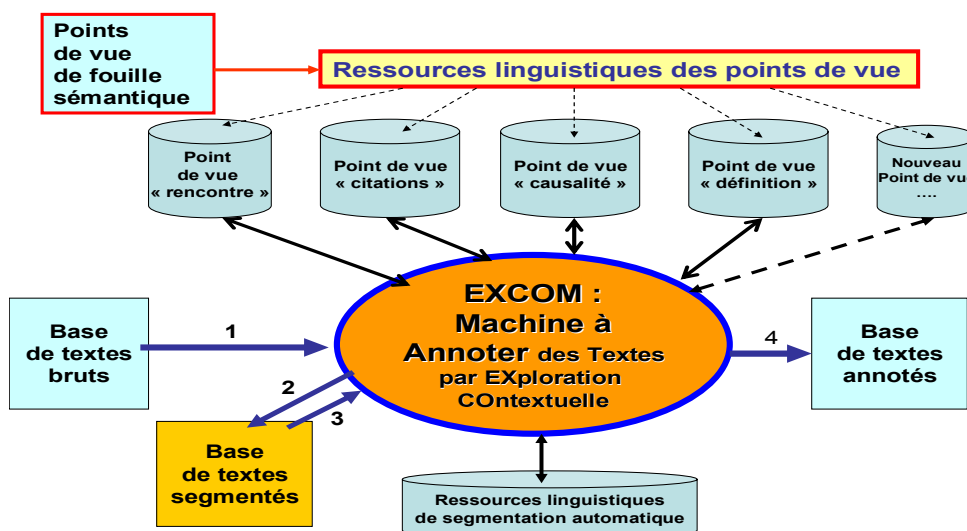 Points
de vue
de fouille
sémantique
Ressources linguistiques des points de vue
Point
de vue
« rencontre »
Point de vue
« citations »
Point de vue
« causalité »
Point de vue
« définition »
Nouveau
Point de vue
....
EXCOM :
Machine à
Annoter des Textes
par EXploration
COntextuelle
Base
de textes
bruts
1
2
3
4
Base
de textes
annotés
Base
de textes
segmentés
Ressources linguistiques
de segmentation automatique